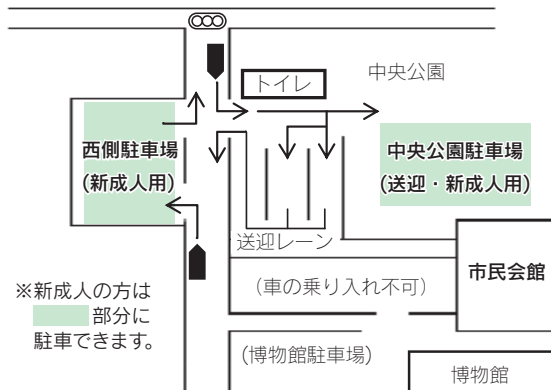 トイレ
中央公園
西側駐車場
(新成人用)
中央公園駐車場
(送迎・新成人用)
送迎レーン
(車の乗り入れ不可)
市民会館
※新成人の方は
部分に
駐車できます。
(博物館駐車場)
博物館